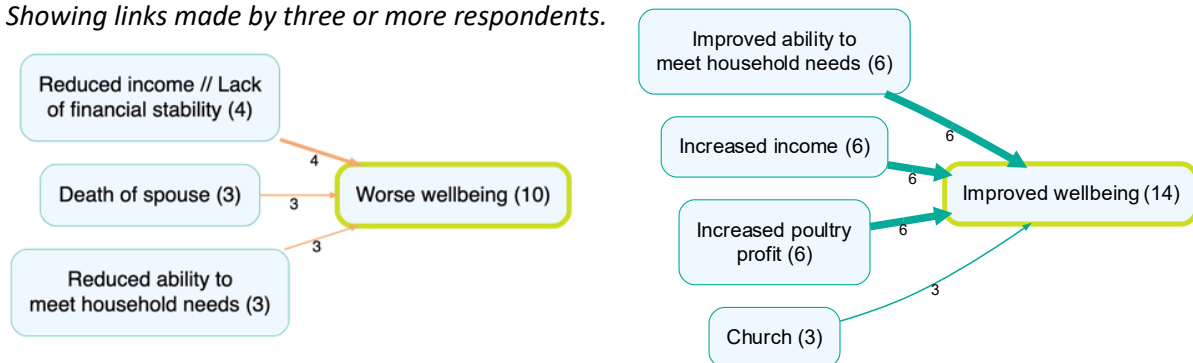 Showing links made by three or more respondents.
Reduced income // Lack
of financial stability (4)
4
Death of spouse (3)
3
Worse wellbeing (10)
3
Reduced ability to
meet household needs (3)
Improved ability to
meet household needs (6)
6
Increased income (6)
6
Improved wellbeing (14)
Increased poultry
profit (6)
6
3
Church (3)